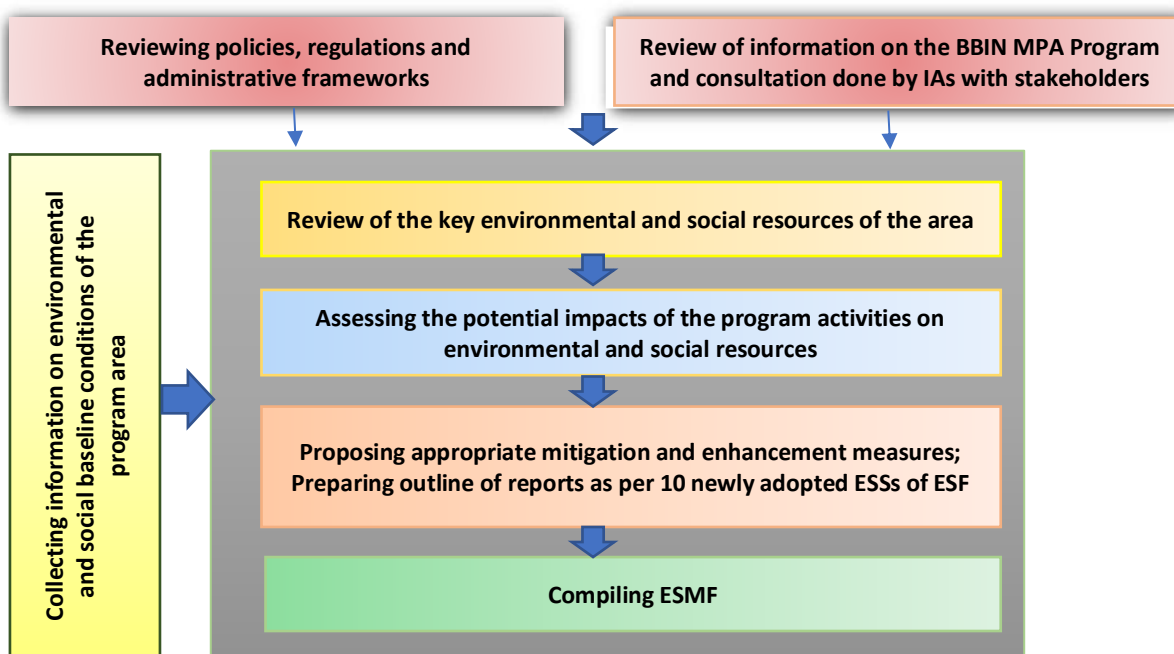 Reviewing policies, regulations and
administrative frameworks
Review of information on the BBIN MPA Program
and consultation done by IAs with stakeholders
Collecting information on environmental
and social baseline conditions of the
program area
Review of the key environmental and social resources of the area
Assessing the potential impacts of the program activities on
environmental and social resources
Proposing appropriate mitigation and enhancement measures;
Preparing outline of reports as per 10 newly adopted ESSs of ESF
Compiling ESMF